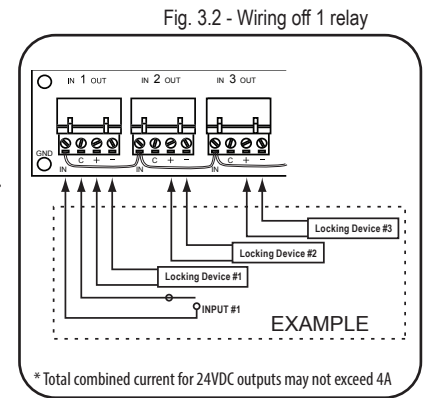 Fig. 3.2 - Wiring off 1 relay
IN 1 OUT IN 2 OUT IN 3 OUT
GND
IN C + - IN C + - IN C + -
Locking Device #3
Locking Device #2
Locking Device #1
INPUT #1
EXAMPLE
* Total combined current for 24VDC outputs may not exceed 4A